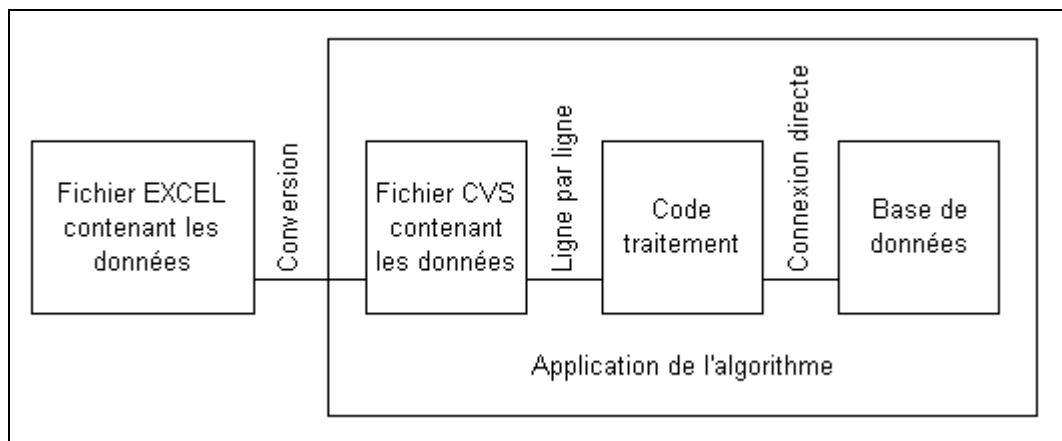 Fichier EXCEL
contenant les
données
Conversion
Fichier CVS
contenant
les données
Ligne par ligne
Code
traitement
Connexion directe
Base de
données
Application de l'algorithme